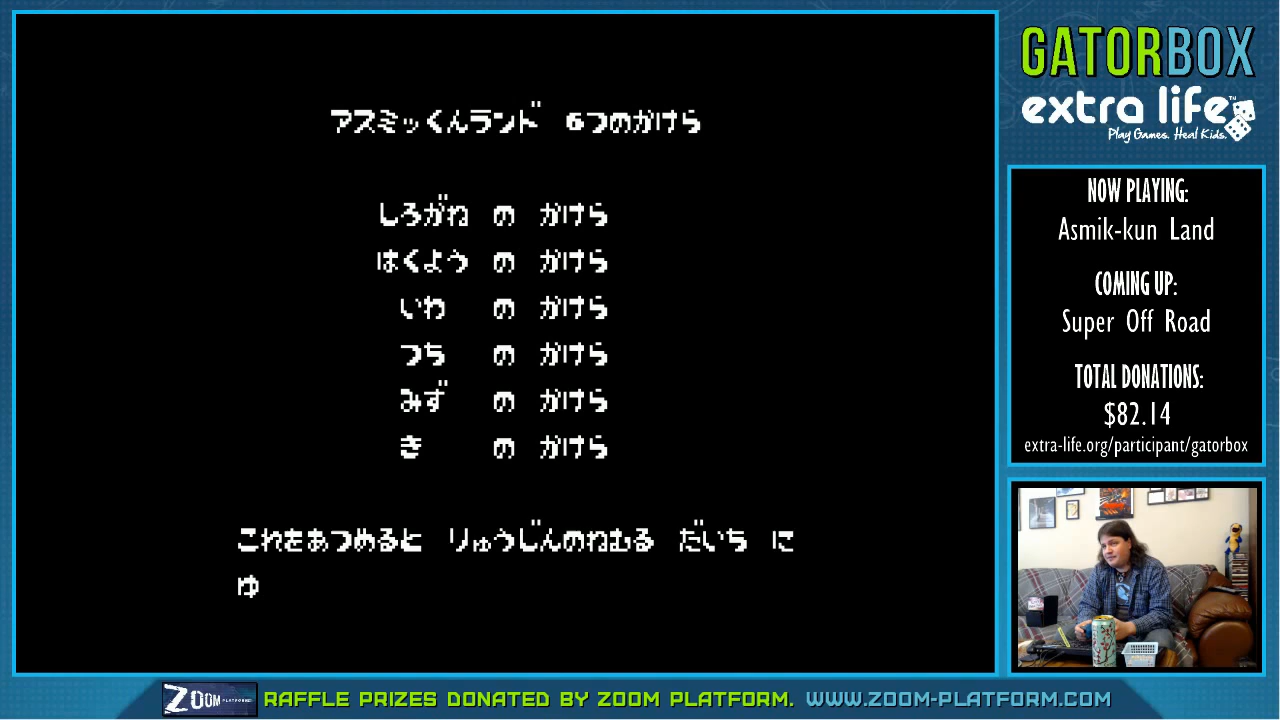 アスミッくんランド 6つのかけら
しろがね の かけら
はくよう の かけら
いわ の かけら
つち の かけら
みず の かけら
き の かけら
これをあつめると りゅうじんのねむる だいち に
ゆ
GATORBOX
extra life™
Play Games. Heal Kids.
NOW PLAYING:
Asmik-kun Land
COMING UP:
Super Off Road
TOTAL DONATIONS:
$82.14
extra-life.org/participant/gatorbox
ZOOM-PLATFORM
RAFFLE PRIZES DONATED BY ZOOM PLATFORM. WWW.ZOOM-PLATFORM.COM